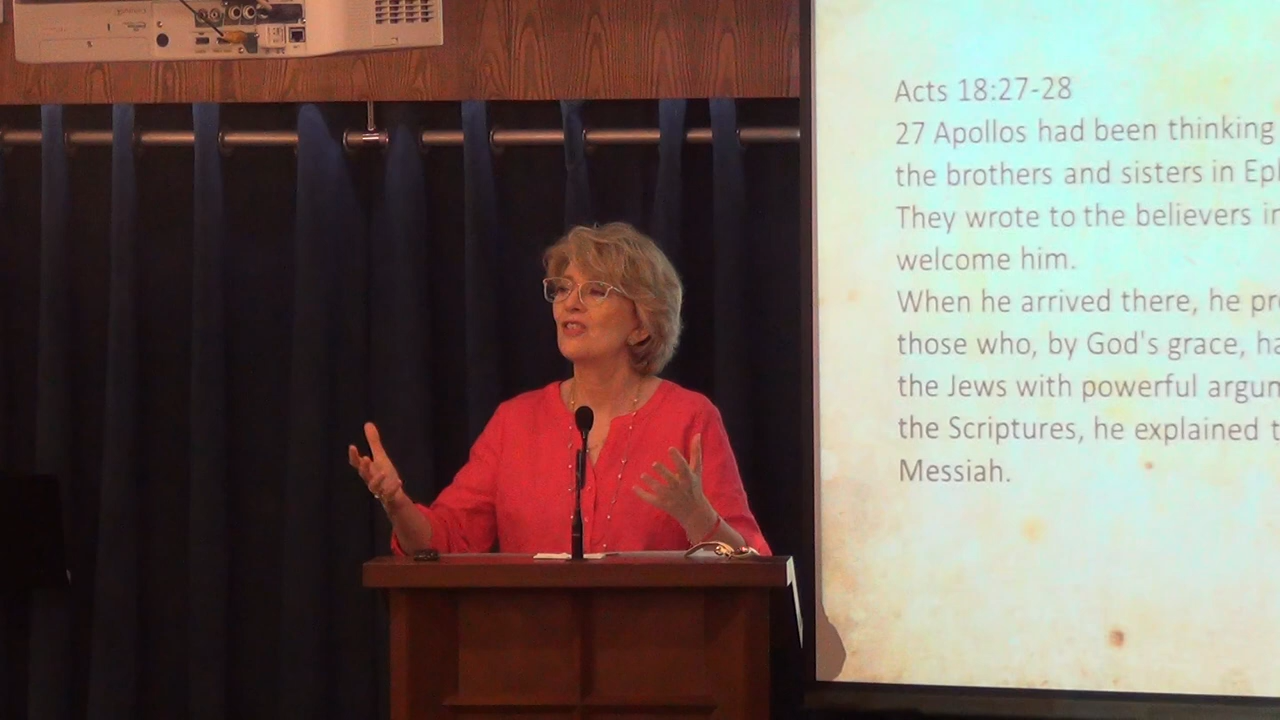 Acts 18:27-28
27 Apollos had been thinking
the brothers and sisters in
They wrote to the believers
welcome him.
When he arrived there, he
those who, by God's grace,
the Jews with powerful
the Scriptures, he explained
Messiah.